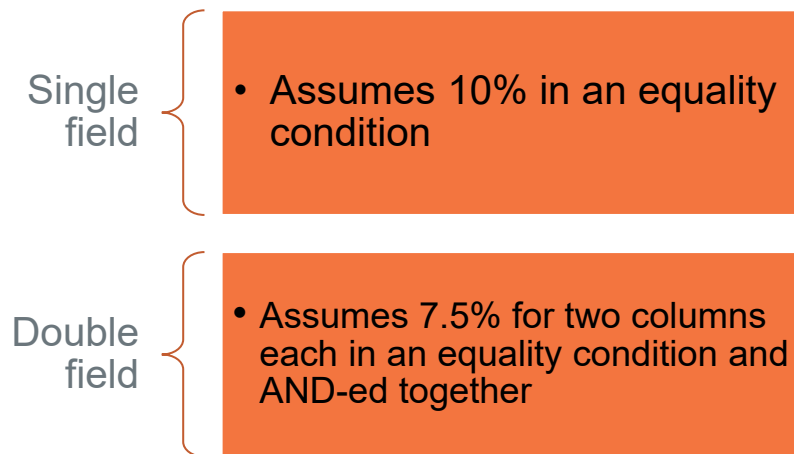 Single
field
• Assumes 10% in an equality
condition
Double
field
• Assumes 7.5% for two columns
each in an equality condition and
AND-ed together